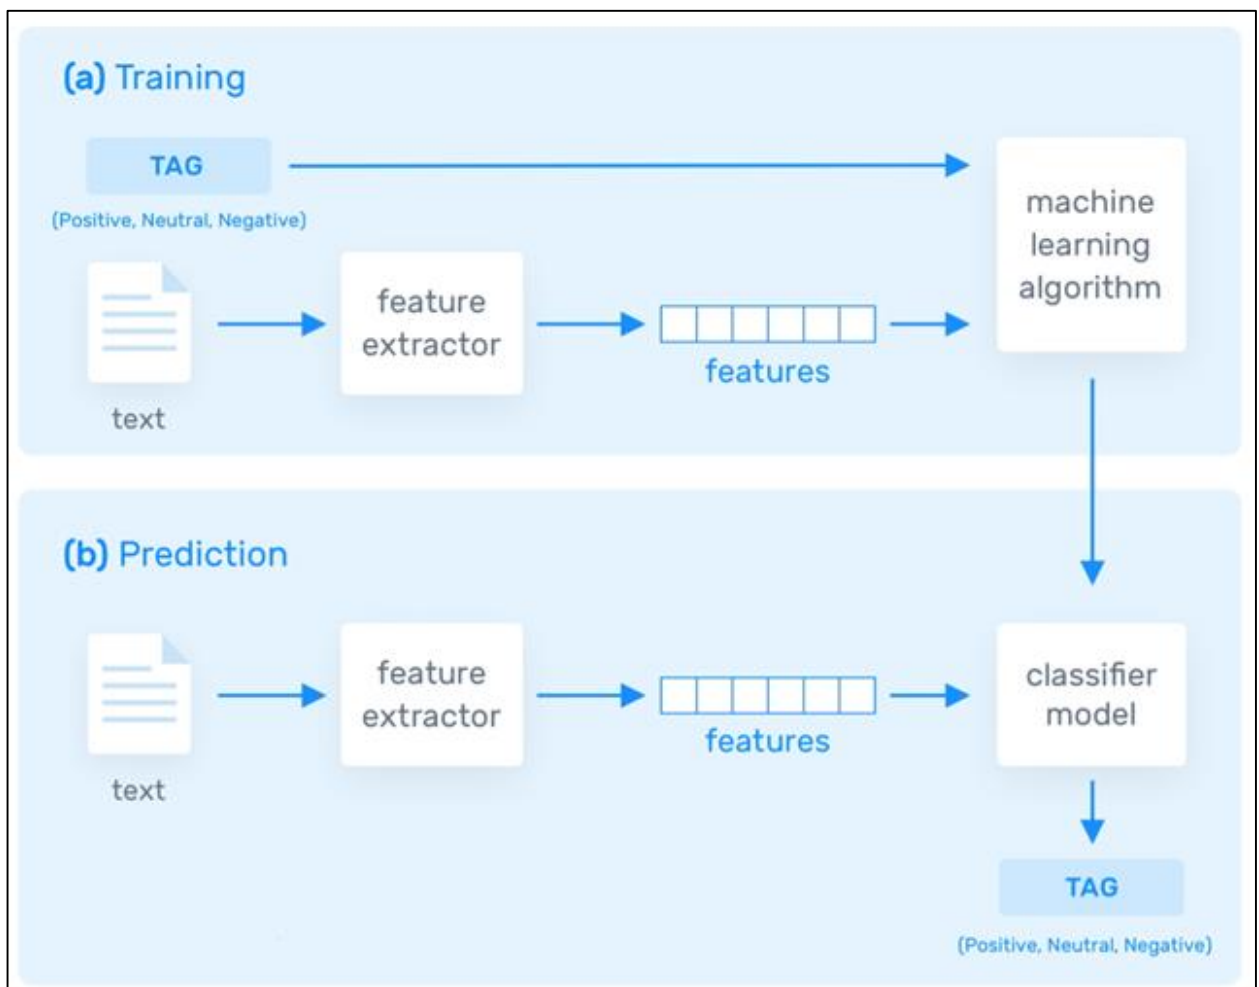 (a) Training
TAG
(Positive, Neutral, Negative)
text
feature
extractor
features
machine
learning
algorithm
(b) Prediction
text
feature
extractor
features
classifier
model
TAG
(Positive, Neutral, Negative)